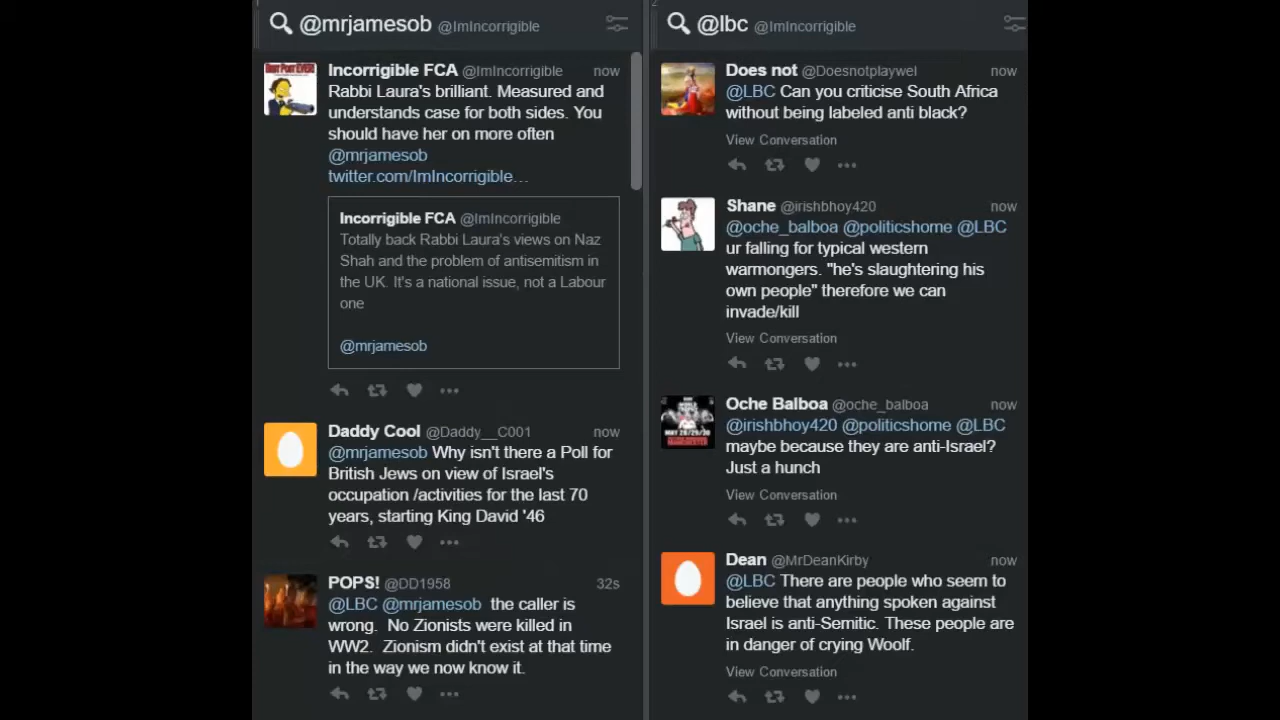 1
@mrjamesob @ImIncorrigible
Incorrigible FCA @ImIncorrigible now
Rabbi Laura's brilliant. Measured and
understands case for both sides. You
should have her on more often
@mrjamesob
twitter.com/ImIncorrigible…
Incorrigible FCA @ImIncorrigible
Totally back Rabbi Laura's views on Naz
Shah and the problem of antisemitism in
the UK. It's a national issue, not a Labour
one
@mrjamesob
Daddy Cool @Daddy__C001 now
@mrjamesob Why isn't there a Poll for
British Jews on view of Israel's
occupation /activities for the last 70
years, starting King David '46
POPS! @DD1958 32s
@LBC @mrjamesob the caller is
wrong. No Zionists were killed in
WW2. Zionism didn't exist at that time
in the way we now know it.
2
@lbc @ImIncorrigible
Does not @Doesnotplaywel now
@LBC Can you criticise South Africa
without being labeled anti black?
View Conversation
Shane @irishbhoy420 now
@oche_balboa @politicshome @LBC
ur falling for typical western
warmongers. "he's slaughtering his
own people" therefore we can
invade/kill
View Conversation
Oche Balboa @oche_balboa now
@irishbhoy420 @politicshome @LBC
maybe because they are anti-Israel?
Just a hunch
View Conversation
Dean @MrDeanKirby now
@LBC There are people who seem to
believe that anything spoken against
Israel is anti-Semitic. These people are
in danger of crying Woolf.
View Conversation